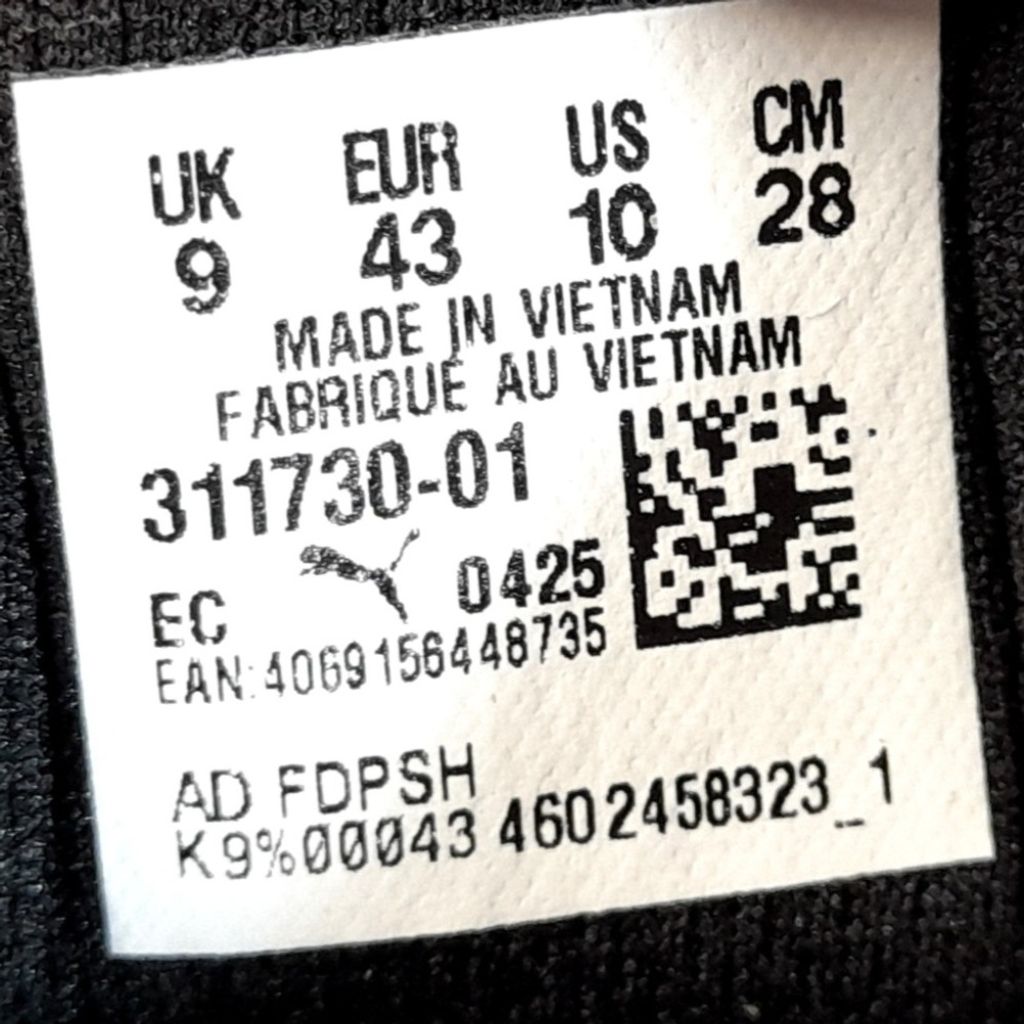 UK EUR US CM
9 43 10 28
MADE IN VIETNAM
FABRIQUE AU VIETNAM
311730-01
EC 0425
EAN:4069156448735
AD FDPSH
K9%00043 4602458323_1